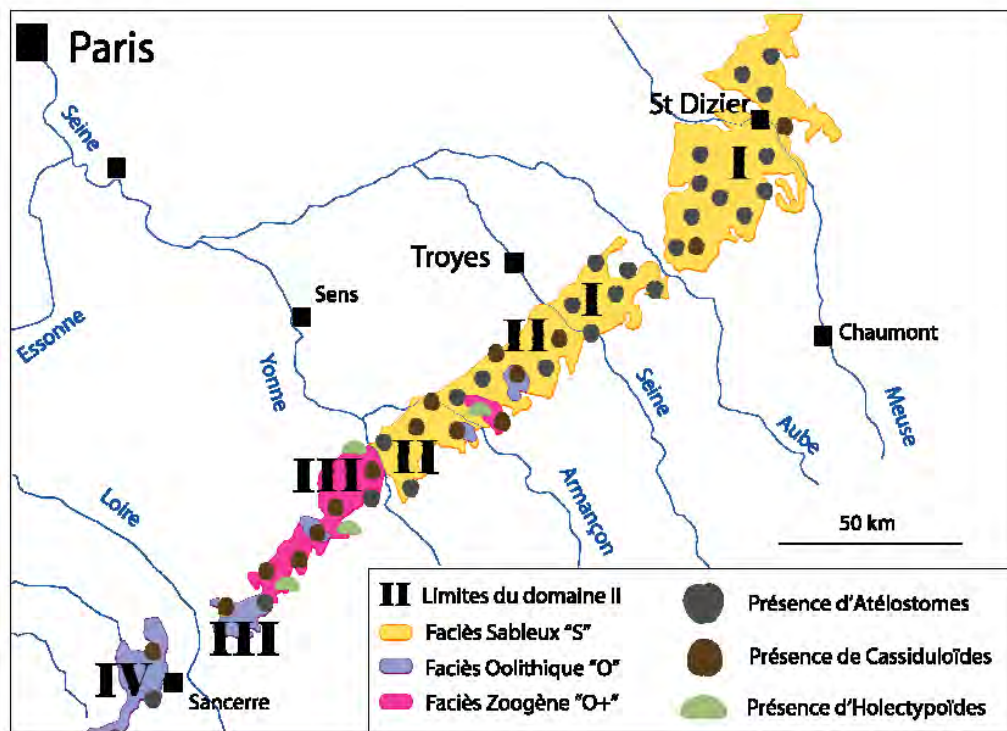 Paris
St Dizier
Seine
I
Troyes
I
Sens
II
Chaumont
Essonne
Yonne
Seine
Meuse
Aube
II
III
Armançon
Loire
50 km
III
IV
Sancerre
II Limites du domaine II
Faciès Sableux "S"
Faciès Oolithique "O"
Faciès Zoogène "O+"
Présence d'Atélostomes
Présence de Cassiduloïdes
Présence d'Holectypoïdes